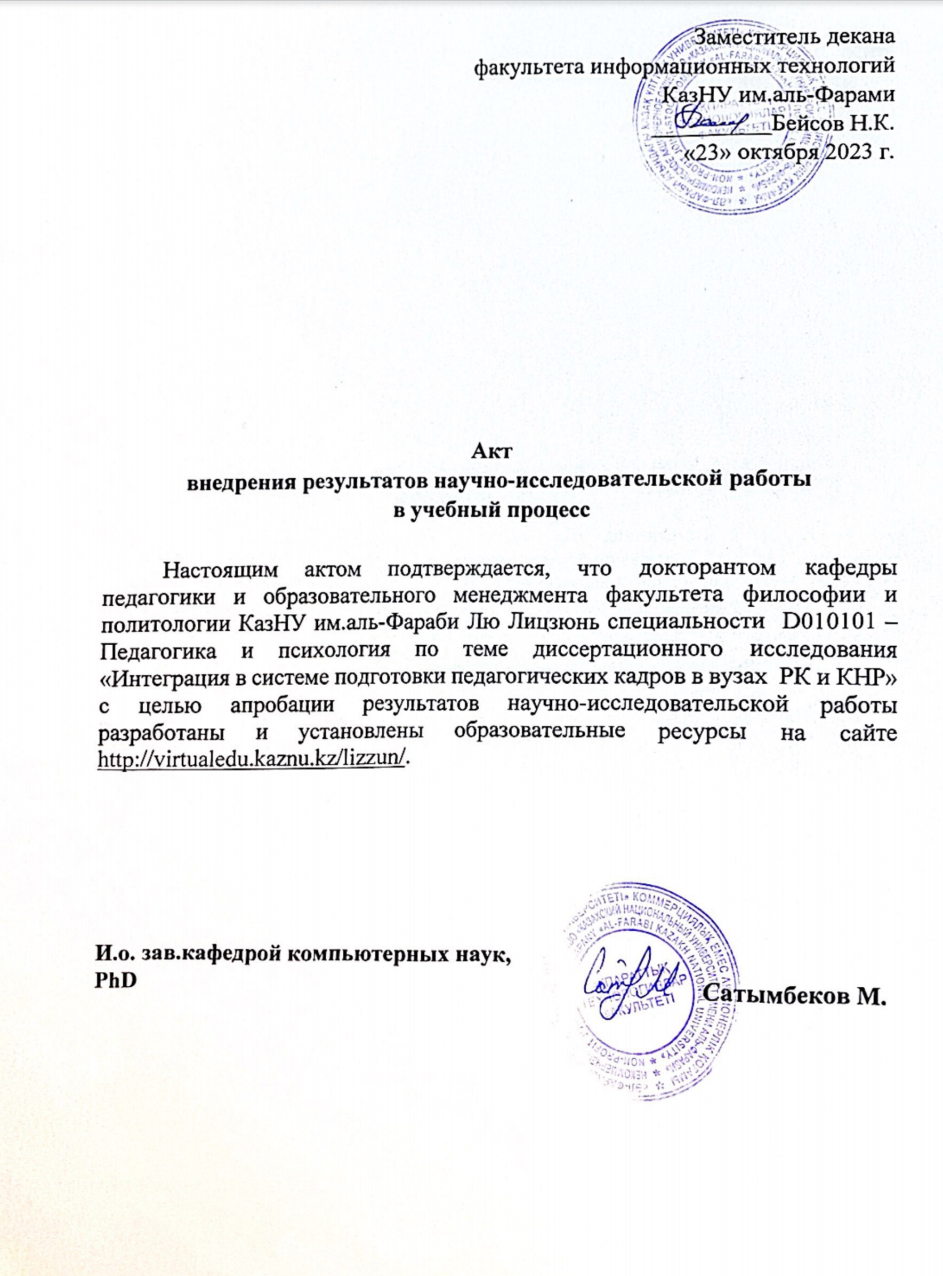 Заместитель декана
факультета информационных технологий
КазНУ им.аль-Фарами
Бейсов Н.К.
«23» октября 2023 г.
Акт
внедрения результатов научно-исследовательской работы
в учебный процесс
Настоящим актом подтверждается, что докторантом кафедры
педагогики и образовательного менеджмента факультета философии и
политологии КазНУ им.аль-Фараби Лю Лицзюнь специальности D010101 –
Педагогика и психология по теме диссертационного исследования
«Интеграция в системе подготовки педагогических кадров в вузах РК и КНР»
с целью апробации результатов научно-исследовательской работы
разработаны и установлены образовательные ресурсы на сайте
http://virtualedu.kaznu.kz/lizzun/.
И.о. зав.кафедрой компьютерных наук,
PhD
Сатымбеков М.